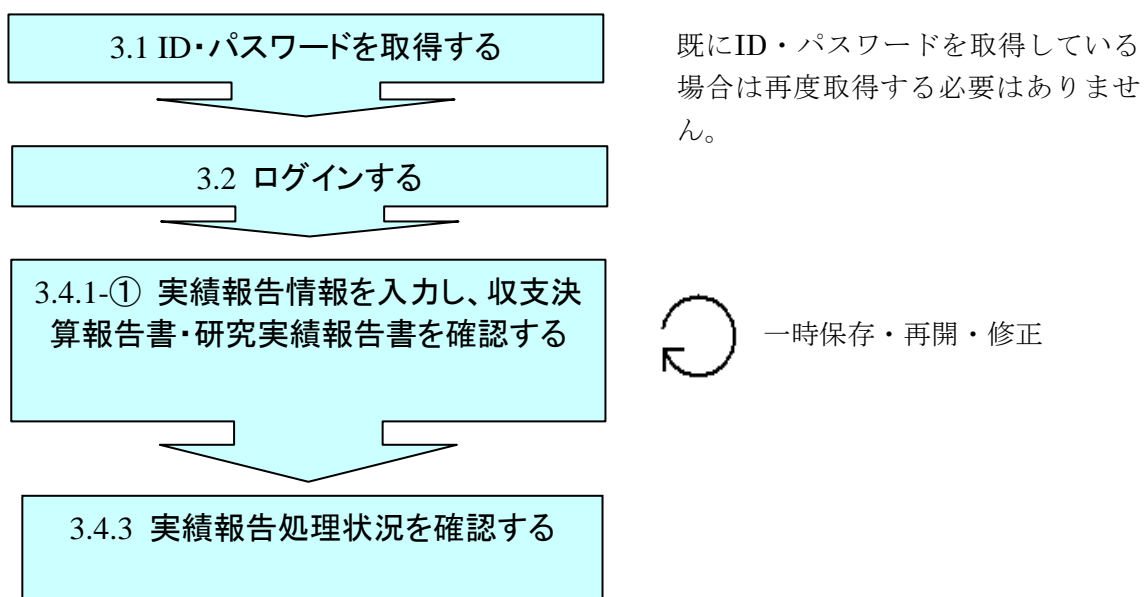 3.1 ID・パスワードを取得する
既にID・パスワードを取得している
場合は再度取得する必要はありませ
ん。
3.2 ログインする
3.4.1-① 実績報告情報を入力し、収支決
算報告書・研究実績報告書を確認する
一時保存・再開・修正
3.4.3 実績報告処理状況を確認する